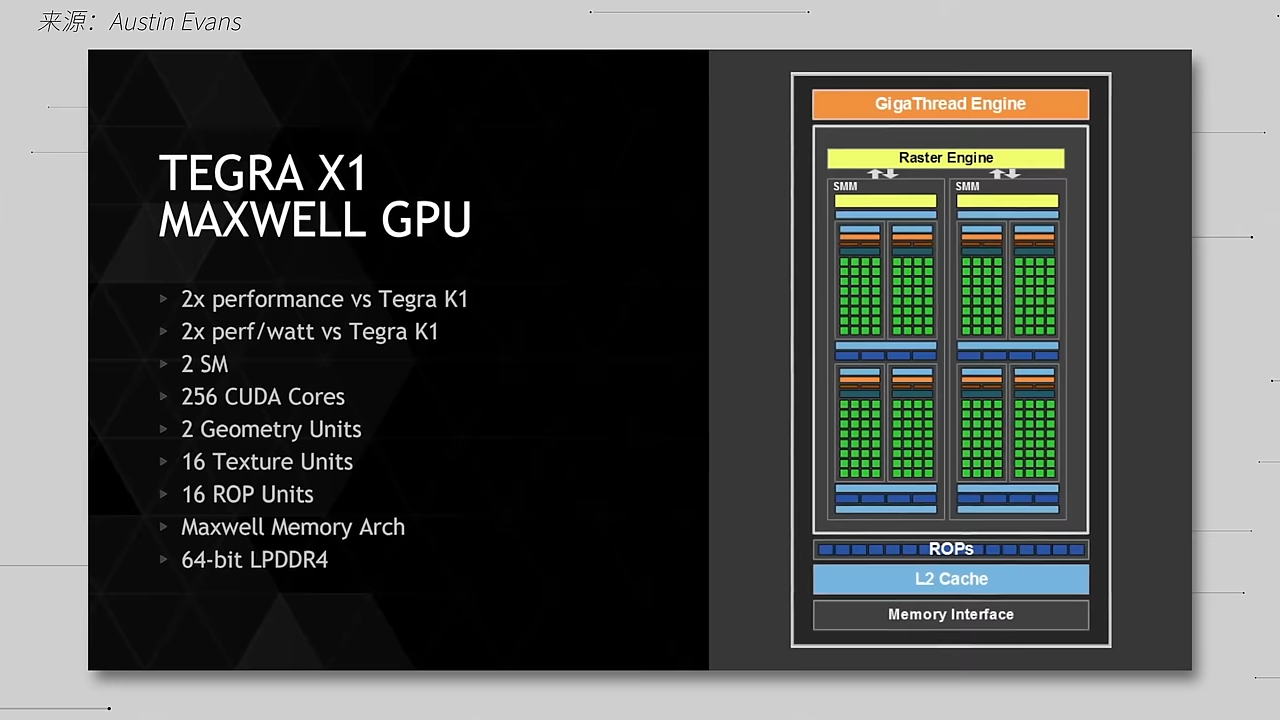 来源：Austin Evans
TEGRA X1
MAXWELL GPU
2x performance vs Tegra K1
2x perf/watt vs Tegra K1
2 SM
256 CUDA Cores
2 Geometry Units
16 Texture Units
16 ROP Units
Maxwell Memory Arch
64-bit LPDDR4
GigaThread Engine
Raster Engine
SMM
SMM
ROPs
L2 Cache
Memory Interface